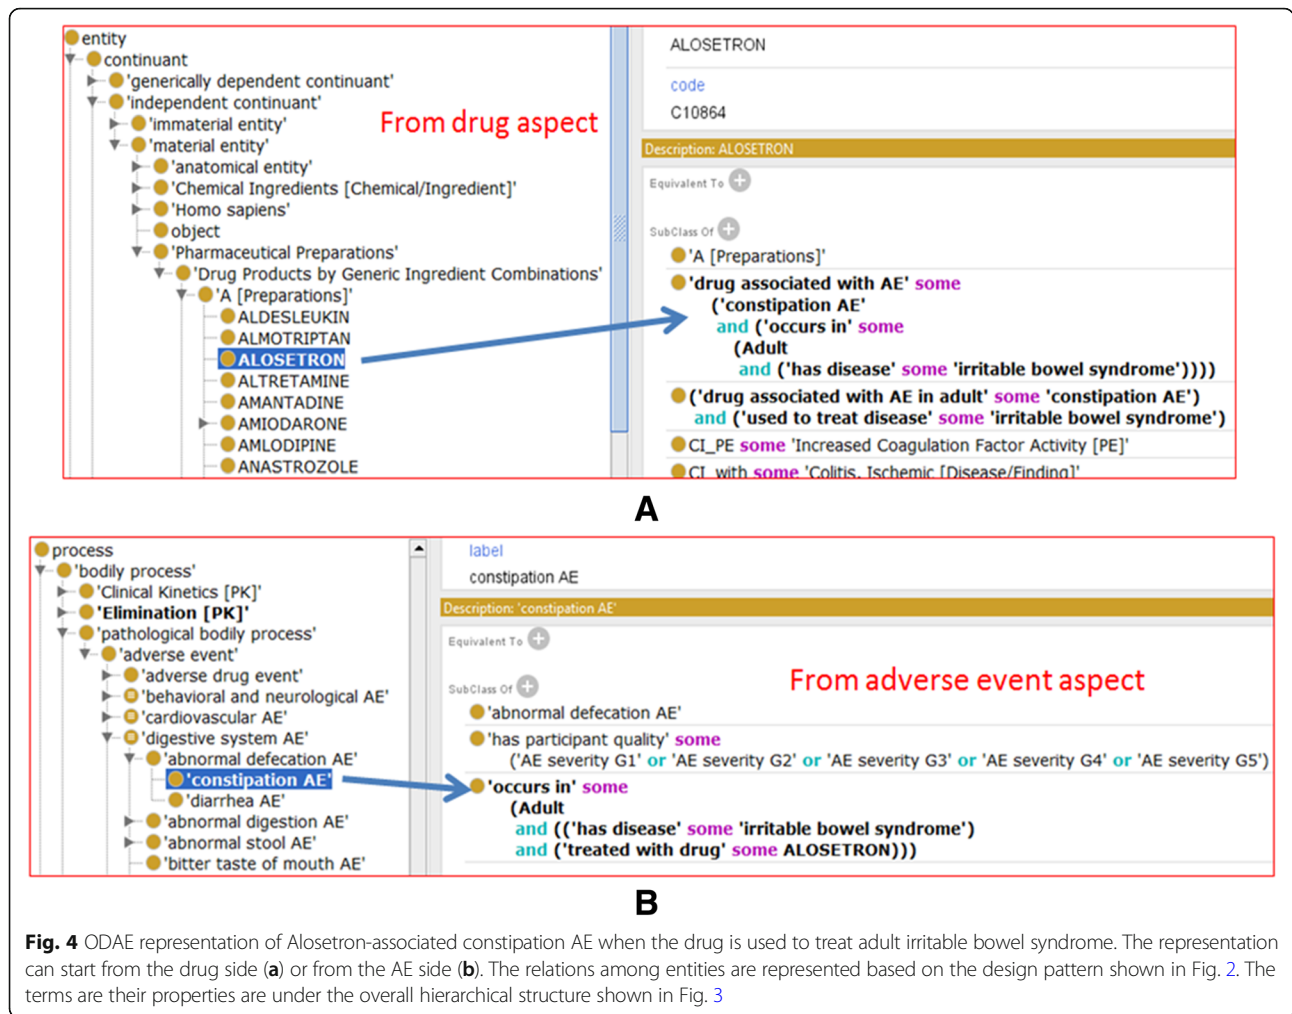 entity
continuant
'generically dependent continuant'
'independent continuant'
'immaterial entity'
'material entity'
'anatomical entity'
'Chemical Ingredients [Chemical/Ingredient]'
'Homo sapiens'
object
'Pharmaceutical Preparations'
'Drug Products by Generic Ingredient Combinations'
'A [Preparations]'
ALDESLEUKIN
ALMOTRIPTAN
ALOSETRON
ALTRETAMINE
AMANTADINE
AMIODARONE
AMLODIPINE
ANASTROZOLE
From drug aspect
ALOSETRON
code
C10864
Description: ALOSETRON
Equivalent To
SubClass Of
'A [Preparations]'
'drug associated with AE' some
('constipation AE'
and ('occurs in' some
(Adult
and ('has disease' some 'irritable bowel syndrome'))))
('drug associated with AE in adult' some 'constipation AE')
and ('used to treat disease' some 'irritable bowel syndrome')
CI_PE some 'Increased Coagulation Factor Activity [PE]'
CI_with some 'Colitis, Ischemic [Disease/Finding]'
A
process
'bodily process'
'Clinical Kinetics [PK]'
'Elimination [PK]'
'pathological bodily process'
'adverse event'
'adverse drug event'
'behavioral and neurological AE'
'cardiovascular AE'
'digestive system AE'
'abnormal defecation AE'
'constipation AE'
'diarrhea AE'
'abnormal digestion AE'
'abnormal stool AE'
'bitter taste of mouth AE'
label
constipation AE
Description: 'constipation AE'
Equivalent To
SubClass Of
From adverse event aspect
'abnormal defecation AE'
'has participant quality' some
('AE severity G1' or 'AE severity G2' or 'AE severity G3' or 'AE severity G4' or 'AE severity G5')
'occurs in' some
(Adult
and (('has disease' some 'irritable bowel syndrome')
and ('treated with drug' some ALOSETRON)))
B
Fig. 4 ODAE representation of Alosetron-associated constipation AE when the drug is used to treat adult irritable bowel syndrome. The representation
can start from the drug side (a) or from the AE side (b). The relations among entities are represented based on the design pattern shown in Fig. 2. The
terms are their properties are under the overall hierarchical structure shown in Fig. 3